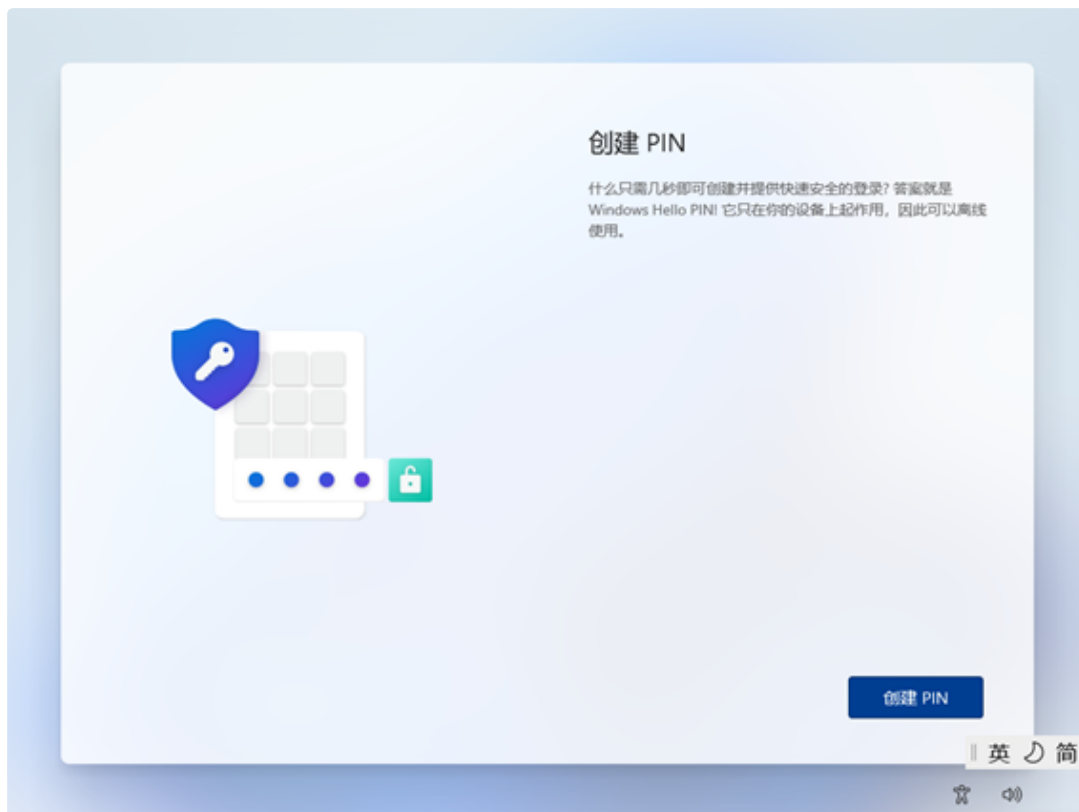 创建 PIN
什么只需几秒即可创建并提供快速安全的登录? 答案就是
Windows Hello PIN! 它只在你的设备上起作用，因此可以离线
使用。
创建 PIN
英 简